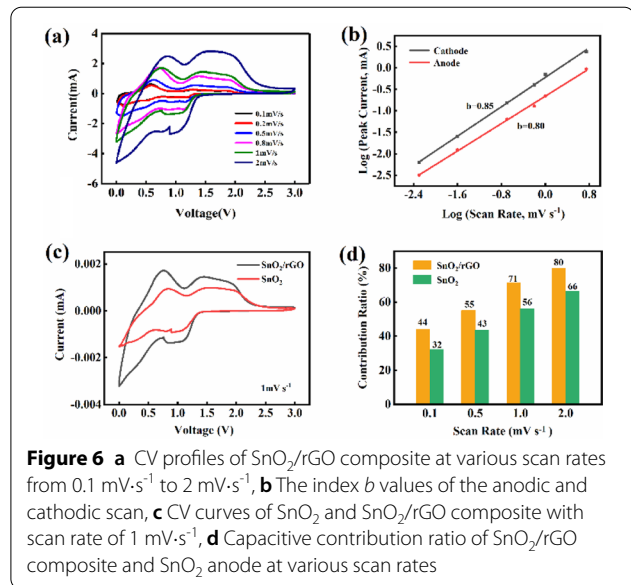 (a)
Current(mA)
4
2
0
-2
-4
-6
0.1mV/s
0.2mV/s
0.5mV/s
0.8mV/s
1mV/s
2mV/s
0.0 0.5 1.0 1.5 2.0 2.5 3.0
Voltage(V)
(b)
Log (Peak Current, mA)
0.5
0.0
-0.5
-1.0
-1.5
-2.0
-2.5
Cathode
Anode
b=0.85
b=0.80
-2.4 -1.6 -0.8 0.0 0.8
Log (Scan Rate, mV s⁻¹)
(c)
Current (mA)
0.002
0.000
-0.002
-0.004
SnO₂/rGO
SnO₂
1mV s⁻¹
0.0 0.5 1.0 1.5 2.0 2.5 3.0
Voltage (V)
(d)
Contribution Ratio (%)
80
60
40
20
0
SnO₂/rGO
SnO₂
44 32 55 43 71 56 80 66
0.1 0.5 1.0 2.0
Scan Rate (mV s⁻¹)
Figure 6 a CV profiles of SnO₂/rGO composite at various scan rates
from 0.1 mV·s⁻¹ to 2 mV·s⁻¹, b The index b values of the anodic and
cathodic scan, c CV curves of SnO₂ and SnO₂/rGO composite with
scan rate of 1 mV·s⁻¹, d Capacitive contribution ratio of SnO₂/rGO
composite and SnO₂ anode at various scan rates